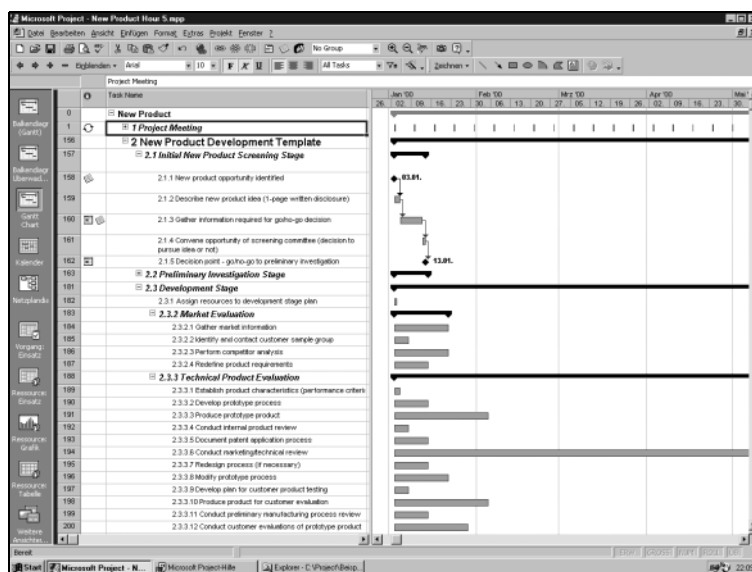 Microsoft Project - New Product Hour 5.mpp
Datei Bearbeiten Ansicht Einfügen Format Extras Projekt Fenster ?
No Group
Einblenden Arial 10 F K U All Tasks Zeichnen
Project Meeting
Task Name
Jan '00 Feb '00 Mrz '00 Apr '00 Mai '
26. 02. 09. 16. 23. 30. 06. 13. 20. 27. 05. 12. 19. 26. 02. 09. 16. 23. 30.
0 New Product
1 1 Project Meeting
156 2 New Product Development Template
157 2.1 Initial New Product Screening Stage
158 2.1.1 New product opportunity identified 03.01.
159 2.1.2 Describe new product idea (1-page written disclosure)
160 2.1.3 Gather information required for go/no-go decision
161 2.1.4 Convene opportunity of screening committee (decision to
pursue idea or not)
162 2.1.5 Decision point - go/no-go to preliminary investigation 13.01.
163 2.2 Preliminary Investigation Stage
181 2.3 Development Stage
182 2.3.1 Assign resources to development stage plan
183 2.3.2 Market Evaluation
184 2.3.2.1 Gather market information
185 2.3.2.2 Identify and contact customer sample group
186 2.3.2.3 Perform competitor analysis
187 2.3.2.4 Redefine product requirements
188 2.3.3 Technical Product Evaluation
189 2.3.3.1 Establish product characteristics (performance criteri
190 2.3.3.2 Develop prototype process
191 2.3.3.3 Produce prototype product
192 2.3.3.4 Conduct internal product review
193 2.3.3.5 Document patent application process
194 2.3.3.6 Conduct marketing/technical review
195 2.3.3.7 Redesign process (if necessary)
196 2.3.3.8 Modify prototype process
197 2.3.3.9 Develop plan for customer product testing
198 2.3.3.10 Produce product for customer evaluation
199 2.3.3.11 Conduct preliminary manufacturing process review
200 2.3.3.12 Conduct customer evaluations of prototype product
Balkendiagr
(Gantt)
Balkendiagr
Überwad...
Gantt
Chart
Kalender
Netzplandia
Vorgang:
Einsatz
Ressource:
Einsatz
Ressource:
Grafik
Ressource:
Tabelle
Weitere
Ansichten...
Bereit
Start Microsoft Project - N... Microsoft Project-Hilfe Explorer - C:\Project\Beisp...